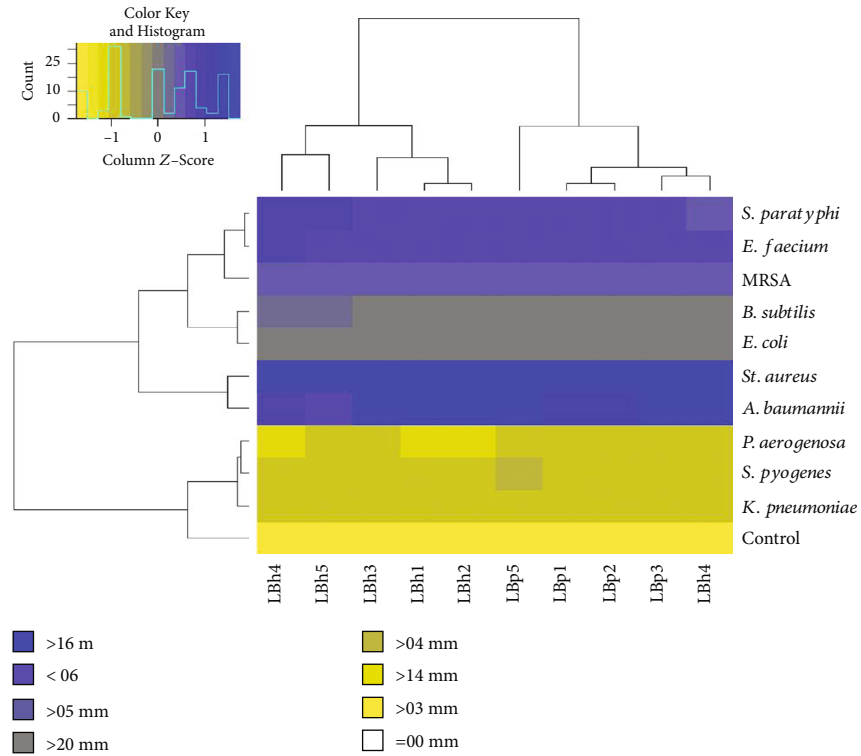 Color Key
and Histogram
Count
25
10
0
−1
0
1
Column Z−Score
S. paratyphi
E. faecium
MRSA
B. subtilis
E. coli
St. aureus
A. baumannii
P. aerogenosa
S. pyogenes
K. pneumoniae
Control
LBh4
LBh5
LBh3
LBh1
LBh2
LBp5
LBp1
LBp2
LBp3
LBh4
>16 m
< 06
>05 mm
>20 mm
>04 mm
>14 mm
>03 mm
=00 mm